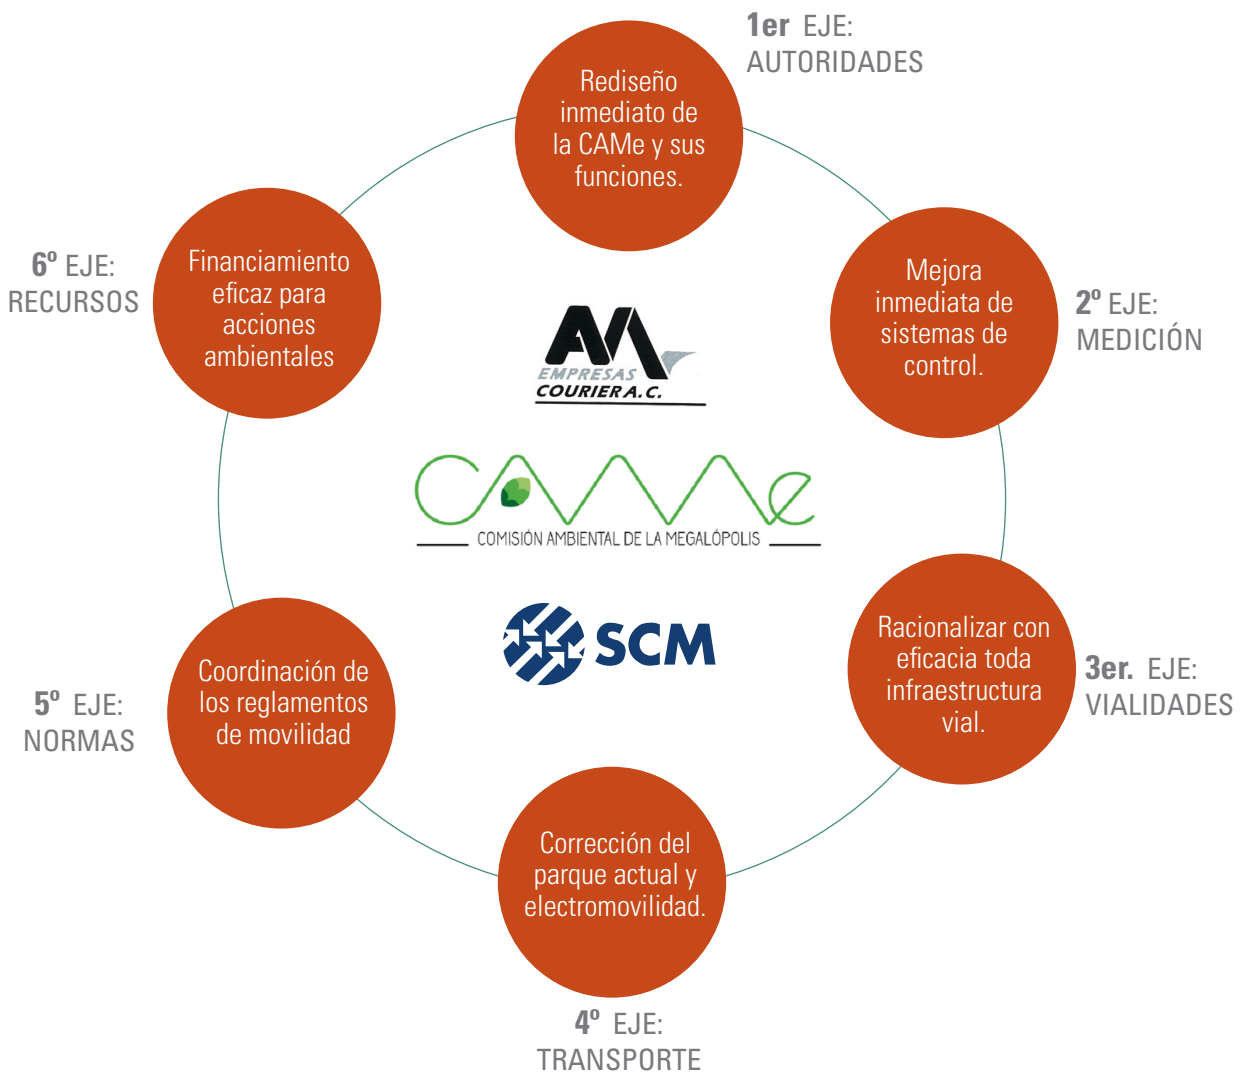 1er EJE:
AUTORIDADES
Rediseño
inmediato de
la CAMe y sus
funciones.
2º EJE:
MEDICIÓN
Mejora
inmediata de
sistemas de
control.
3er. EJE:
VIALIDADES
Racionalizar con
eficacia toda
infraestructura
vial.
4º EJE:
TRANSPORTE
Corrección del
parque actual y
electromovilidad.
5º EJE:
NORMAS
Coordinación de
los reglamentos
de movilidad
6º EJE:
RECURSOS
Financiamiento
eficaz para
acciones
ambientales
EMPRESAS
COURIER A.C.
CAMe
COMISIÓN AMBIENTAL DE LA MEGALÓPOLIS
SCM